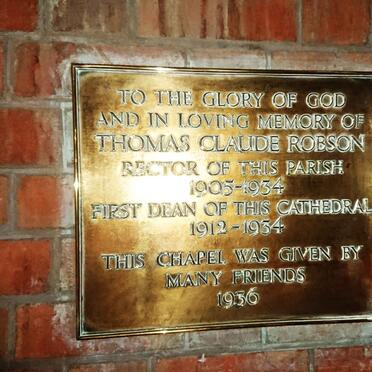 TO THE GLORY OF GOD
AND IN LOVING MEMORY OF
THOMAS CLAUDE ROBSON
RECTOR OF THIS PARISH
1905-1934
FIRST DEAN OF THIS CATHEDRAL
1912-1934
THIS CHAPEL WAS GIVEN BY
MANY FRIENDS
1936